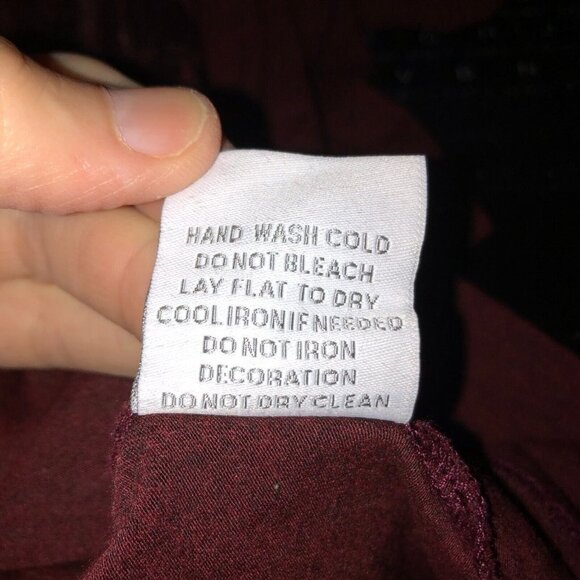 HAND WASH COLD
DO NOT BLEACH
LAY FLAT TO DRY
COOL IRON IF NEEDED
DO NOT IRON
DECORATION
DO NOT DRY CLEAN